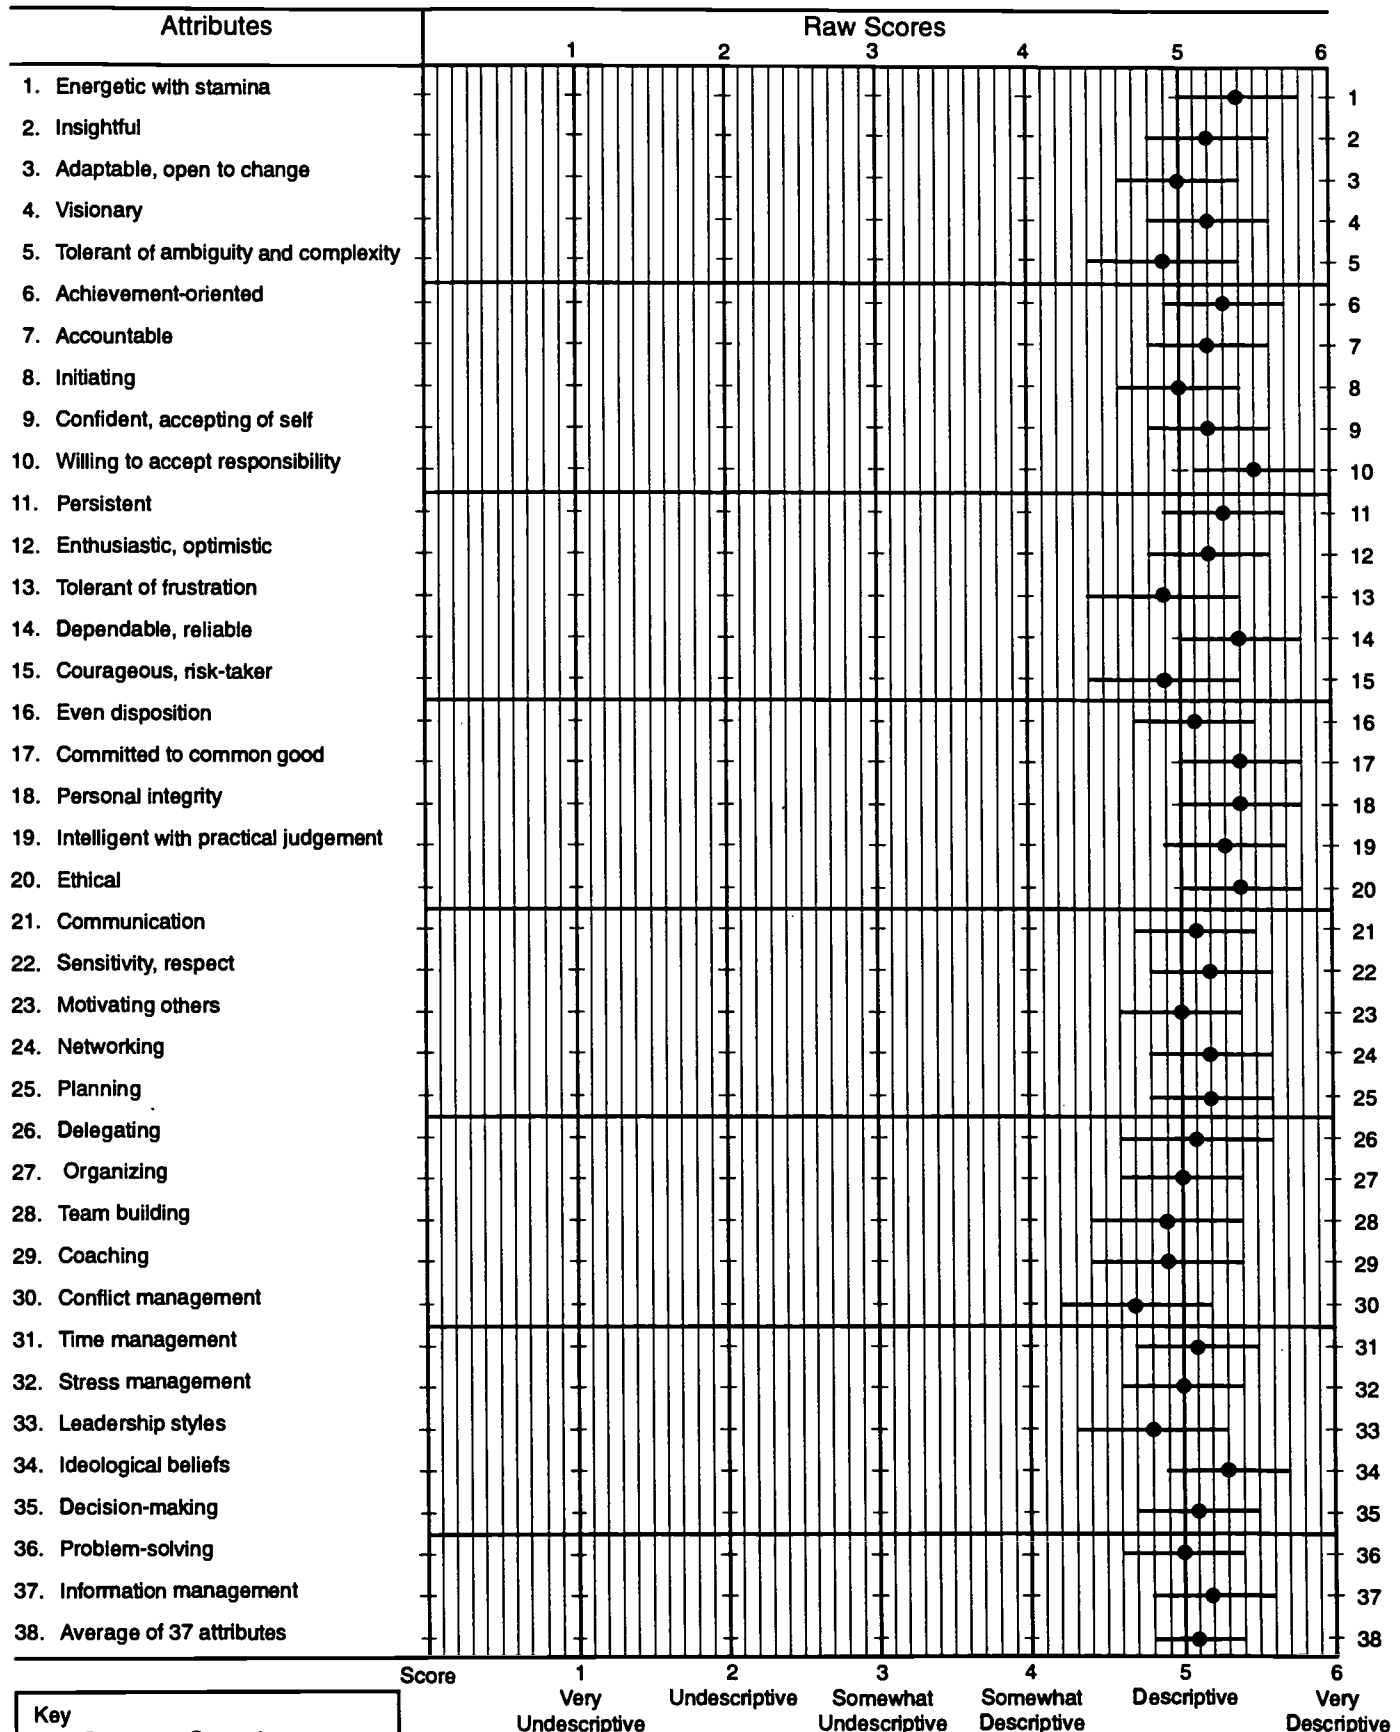 Attributes
Raw Scores
1 2 3 4 5 6
1. Energetic with stamina 1
2. Insightful 2
3. Adaptable, open to change 3
4. Visionary 4
5. Tolerant of ambiguity and complexity 5
6. Achievement-oriented 6
7. Accountable 7
8. Initiating 8
9. Confident, accepting of self 9
10. Willing to accept responsibility 10
11. Persistent 11
12. Enthusiastic, optimistic 12
13. Tolerant of frustration 13
14. Dependable, reliable 14
15. Courageous, risk-taker 15
16. Even disposition 16
17. Committed to common good 17
18. Personal integrity 18
19. Intelligent with practical judgement 19
20. Ethical 20
21. Communication 21
22. Sensitivity, respect 22
23. Motivating others 23
24. Networking 24
25. Planning 25
26. Delegating 26
27. Organizing 27
28. Team building 28
29. Coaching 29
30. Conflict management 30
31. Time management 31
32. Stress management 32
33. Leadership styles 33
34. Ideological beliefs 34
35. Decision-making 35
36. Problem-solving 36
37. Information management 37
38. Average of 37 attributes 38
Score 1 2 3 4 5 6
Very Undescriptive Somewhat Somewhat Descriptive Very
Undescriptive Undescriptive Descriptive Descriptive
Key